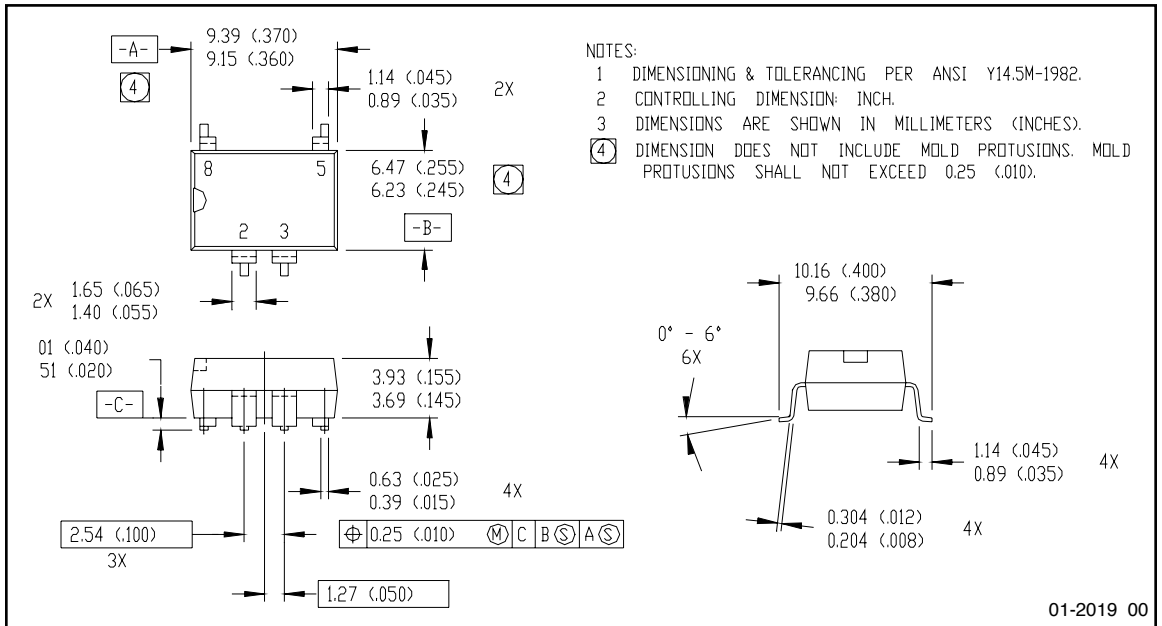 -A-
9.39 (.370)
9.15 (.360)
4
1.14 (.045)
0.89 (.035)
2X
8
5
6.47 (.255)
6.23 (.245)
4
2 3
-B-
2X
1.65 (.065)
1.40 (.055)
01 (.040)
51 (.020)
-C-
3.93 (.155)
3.69 (.145)
0.63 (.025)
0.39 (.015)
4X
2.54 (.100)
3X
⌖ 0.25 (.010) Ⓜ C B Ⓢ A Ⓢ
1.27 (.050)
NOTES:
1 DIMENSIONING & TOLERANCING PER ANSI Y14.5M-1982.
2 CONTROLLING DIMENSION: INCH.
3 DIMENSIONS ARE SHOWN IN MILLIMETERS (INCHES).
4 DIMENSION DOES NOT INCLUDE MOLD PROTUSIONS. MOLD
PROTUSIONS SHALL NOT EXCEED 0.25 (.010).
10.16 (.400)
9.66 (.380)
0° - 6°
6X
1.14 (.045)
0.89 (.035)
4X
0.304 (.012)
0.204 (.008)
4X
01-2019 00